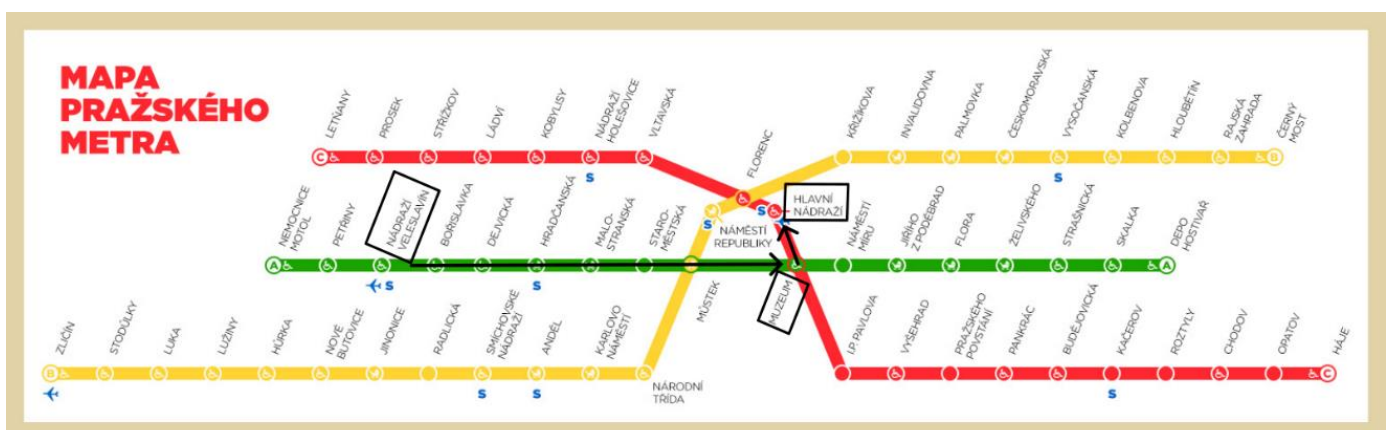 MAPA
PRAŽSKÉHO
METRA
LETŇANY
PROSEK
STŘÍŽKOV
LÁDVÍ
KOBYLISY
NÁDRAŽÍ
HOLEŠOVICE
VLTAVSKÁ
FLORENC
KŘIŽÍKOVA
INVALIDOVNA
PALMOVKA
ČESKOMORAVSKÁ
VYSOČANSKÁ
KOLBENOVA
HLOUBĚTÍN
RAJSKÁ
ZAHRADA
ČERNÝ
MOST
C
B
S
S
NEMOCNICE
MOTOL
PETŘINY
NÁDRAŽÍ
VELESLAVÍN
BOŘISLAVKA
DEJVICKÁ
HRADČANSKÁ
MALO-
STRANSKÁ
STARO-
MĚSTSKÁ
S
NÁMĚSTÍ
REPUBLIKY
S
HLAVNÍ
NÁDRAŽÍ
NÁMĚSTÍ
MÍRU
JIŘÍHO
Z PODĚBRAD
FLORA
ŽELIVSKÉHO
STRAŠNICKÁ
SKALKA
DEPO
HOSTIVAŘ
A
A
S
S
MŮSTEK
MUZEUM
ZLIČÍN
STODŮLKY
LUKA
LUŽINY
HŮRKA
NOVÉ
BUTOVICE
JINONICE
RADLICKÁ
SMÍCHOVSKÉ
NÁDRAŽÍ
ANDĚL
KARLOVO
NÁMĚSTÍ
NÁRODNÍ
TŘÍDA
I.P. PAVLOVA
VYŠEHRAD
PRAŽSKÉHO
POVSTÁNÍ
PANKRÁC
BUDĚJOVICKÁ
KAČEROV
ROZTYLY
CHODOV
OPATOV
HÁJE
B
C
S
S
S